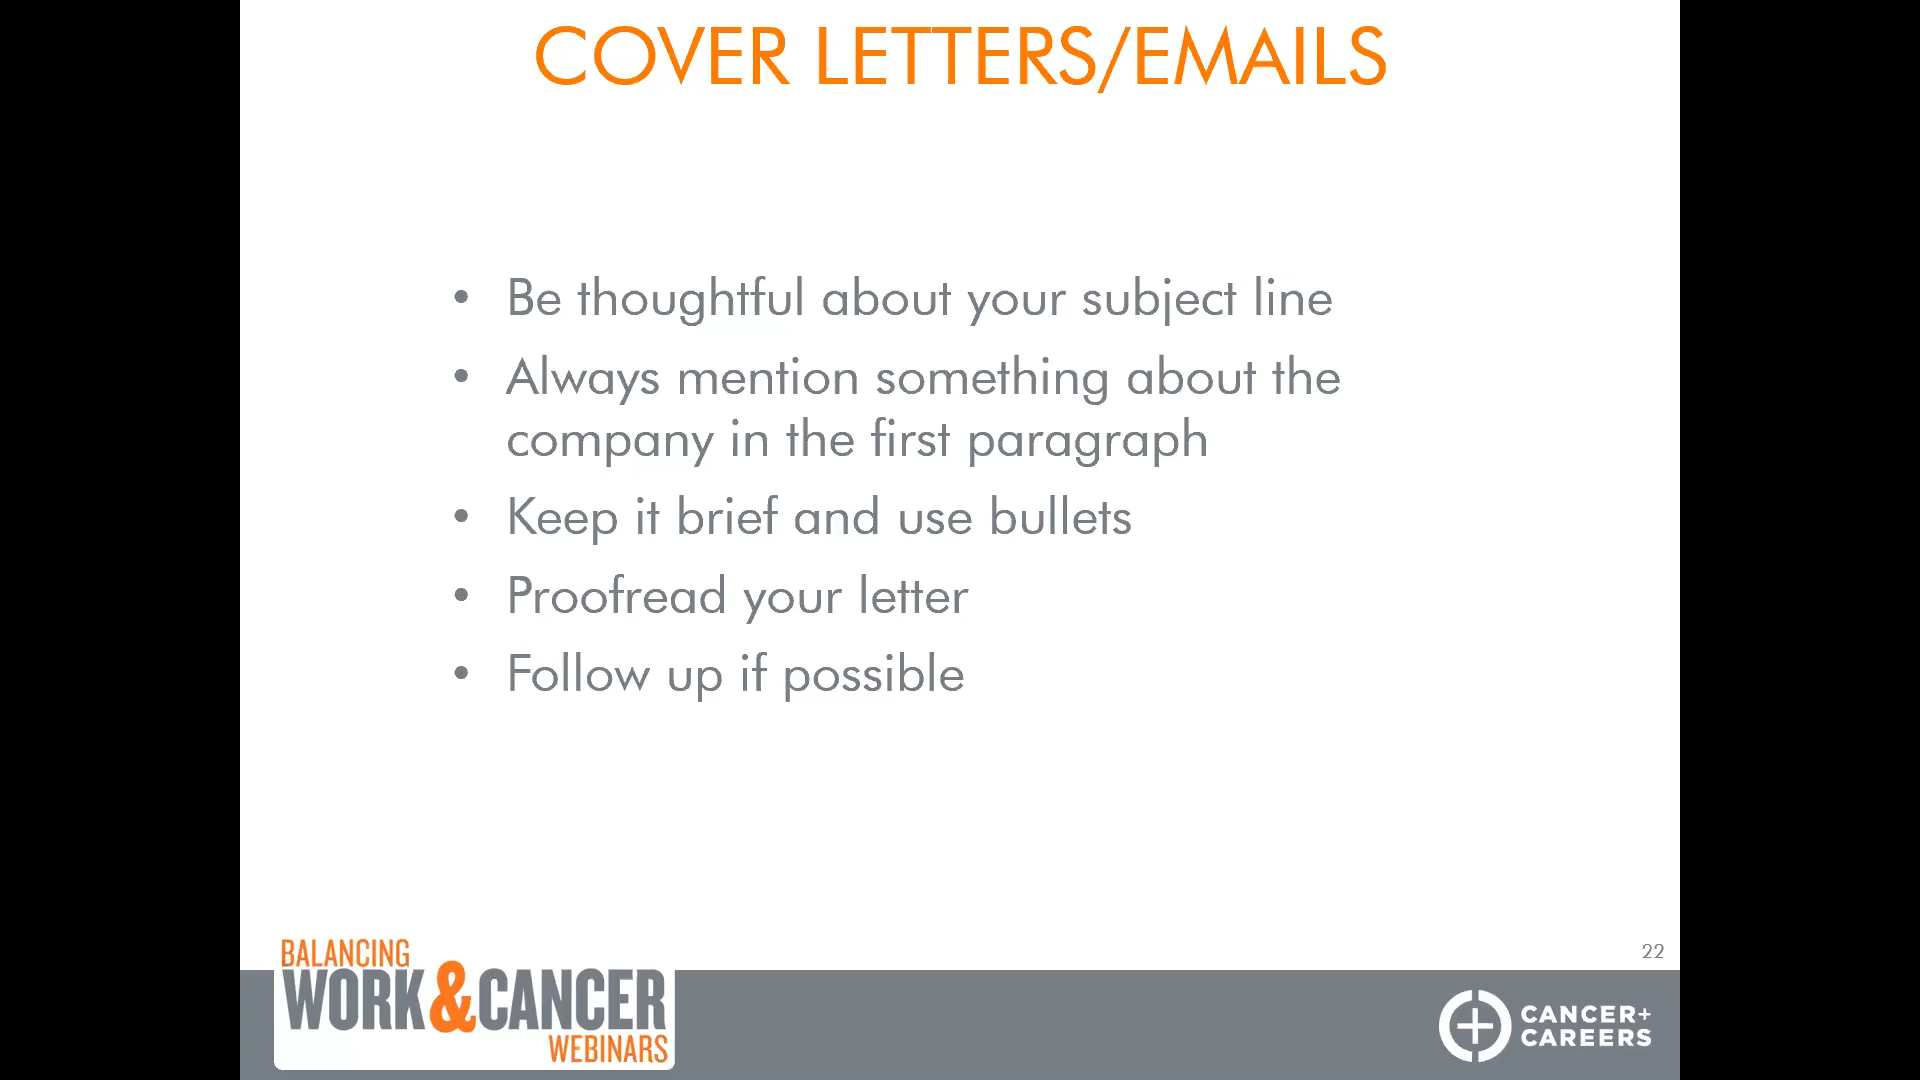 COVER LETTERS/EMAILS
• Be thoughtful about your subject line
• Always mention something about the
company in the first paragraph
• Keep it brief and use bullets
• Proofread your letter
• Follow up if possible
22
BALANCING
WORK&CANCER
WEBINARS
CANCER+
CAREERS